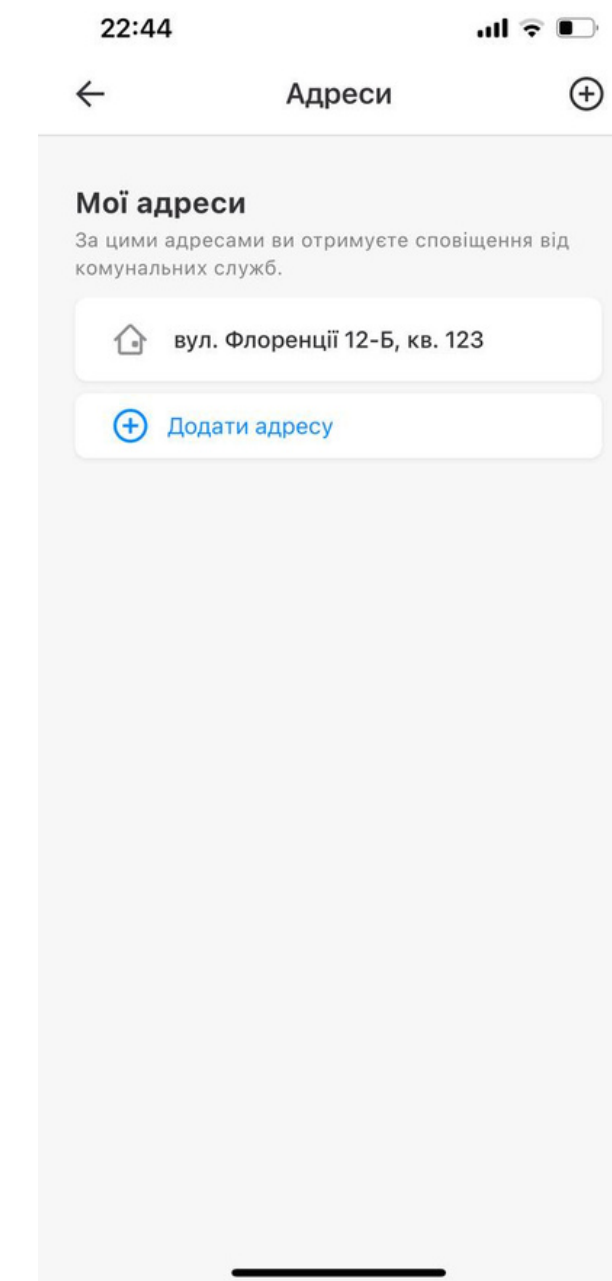 22:44
Адреси
Мої адреси
За цими адресами ви отримуєте сповіщення від
комунальних служб.
вул. Флоренції 12-Б, кв. 123
Додати адресу